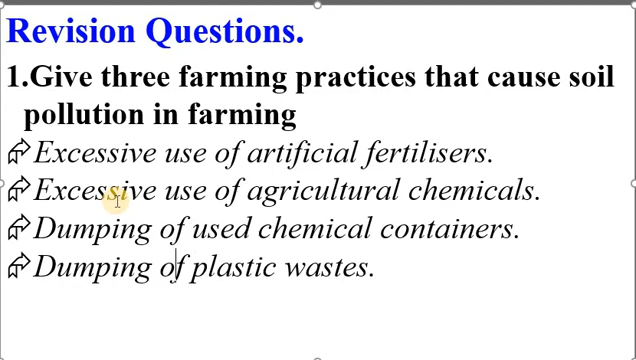 Revision Questions.
1.Give three farming practices that cause soil
pollution in farming
Excessive use of artificial fertilisers.
Excessive use of agricultural chemicals.
Dumping of used chemical containers.
Dumping of plastic wastes.